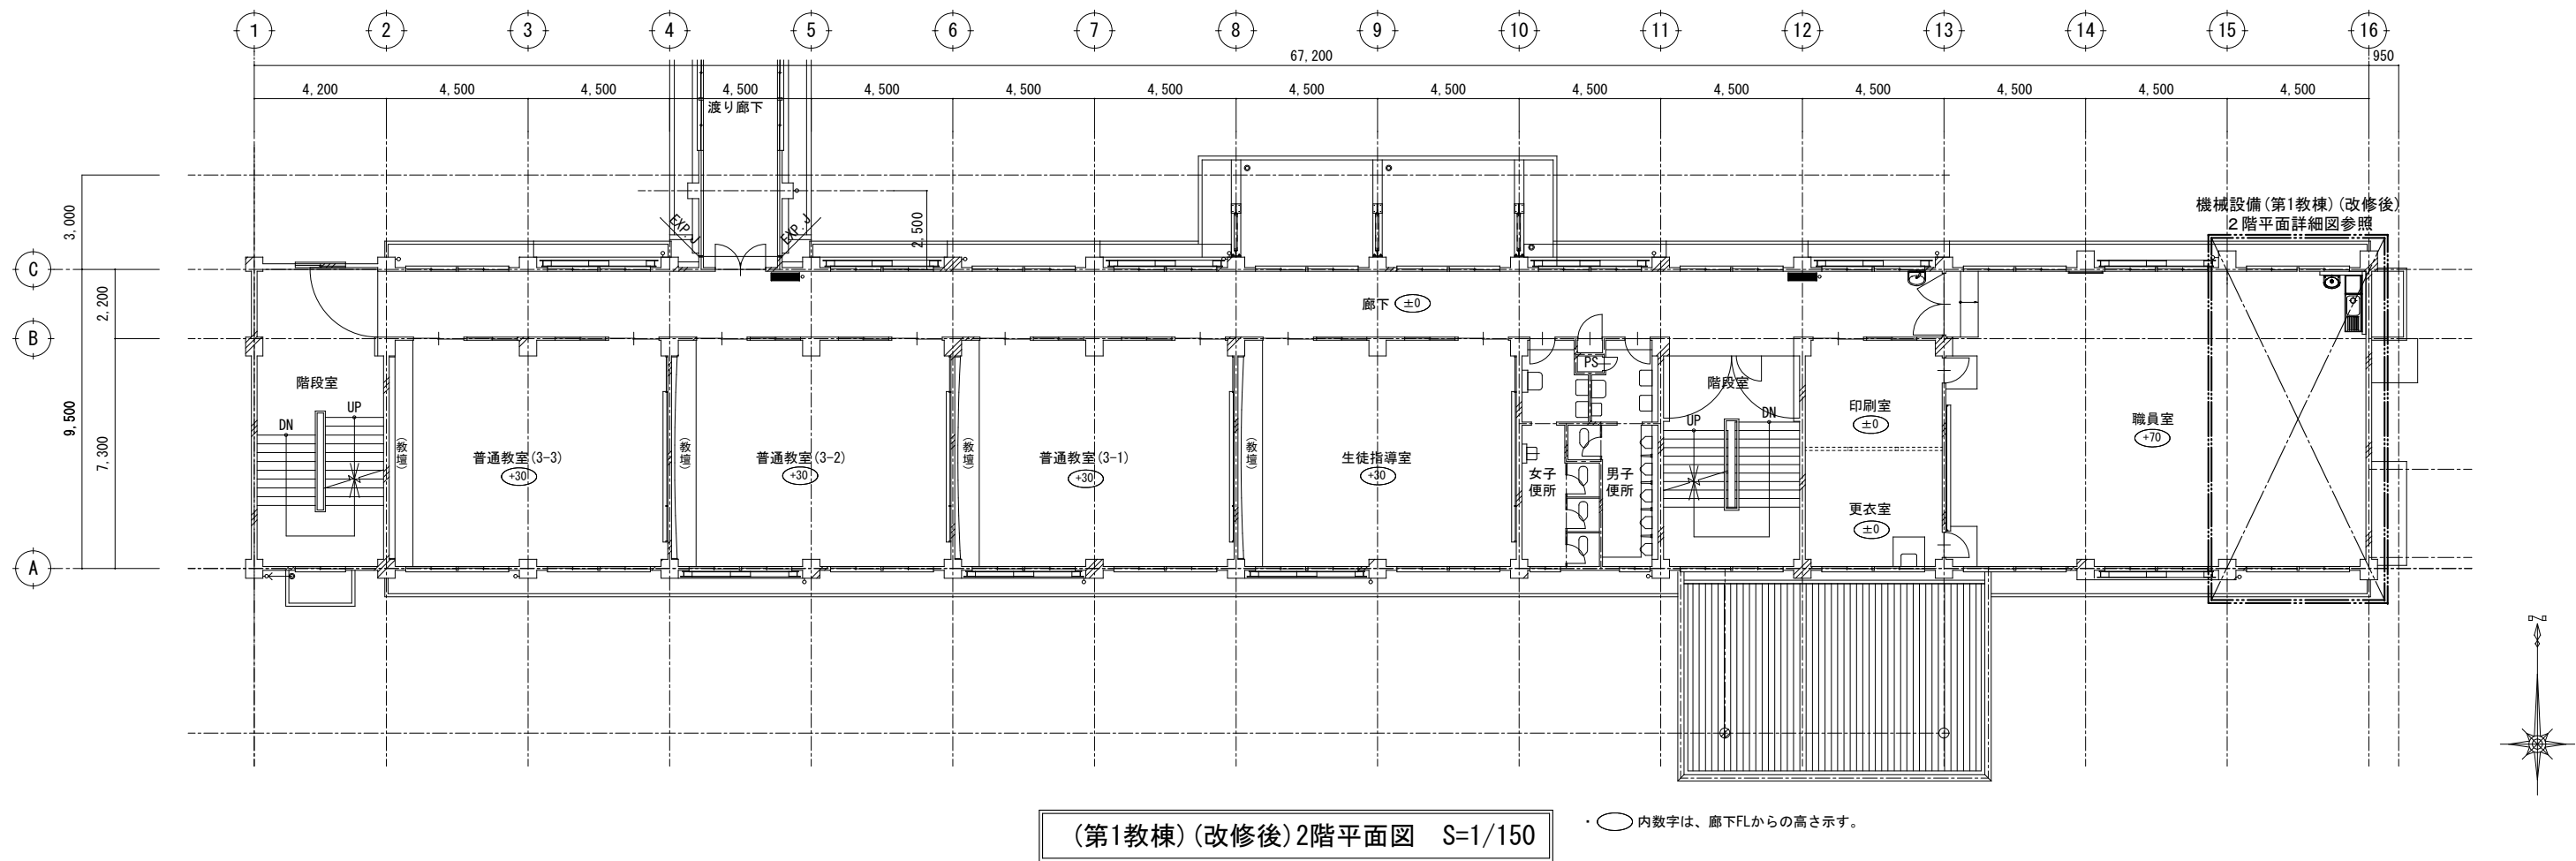 1 2 3 4 5 6 7 8 9 10 11 12 13 14 15 16
67,200 950
4,200 4,500 4,500 4,500 4,500 4,500 4,500 4,500 4,500 4,500 4,500 4,500 4,500 4,500 4,500
渡り廊下
3,000
2,500
EXP.J EXP.J
機械設備(第1教棟)(改修後)
2階平面詳細図参照
C
2,200
廊下 ±0
B
9,500
7,300
階段室
UP
DN
(教壇)
普通教室(3-3)
+30
(教壇)
普通教室(3-2)
+30
(教壇)
普通教室(3-1)
+30
(教壇)
生徒指導室
+30
PS
女子
便所
男子
便所
階段室
UP
DN
印刷室
±0
更衣室
±0
職員室
+70
A
N
(第1教棟)(改修後)2階平面図 S=1/150
・ 内数字は、廊下FLからの高さ示す。